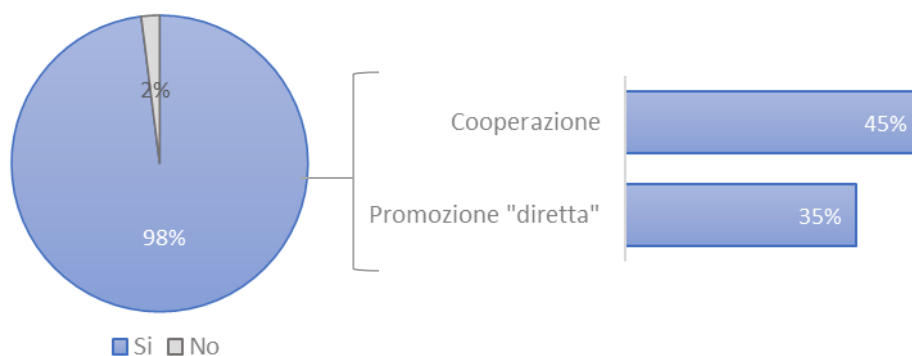 2%
98%
Si No
Cooperazione
45%
Promozione "diretta"
35%